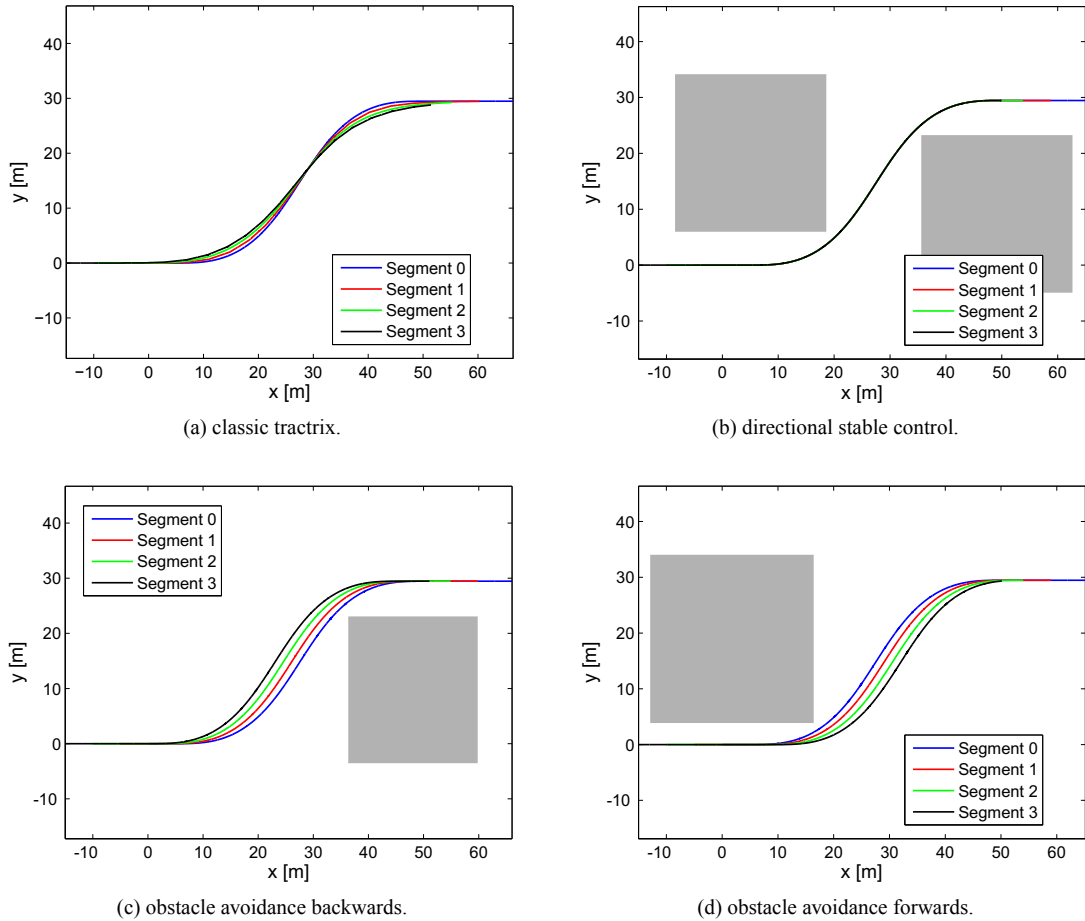 40
30
20
10
0
−10
y [m]
Segment 0
Segment 1
Segment 2
Segment 3
−10 0 10 20 30 40 50 60
x [m]
(a) classic tractrix.
40
30
20
10
0
-10
y [m]
Segment 0
Segment 1
Segment 2
Segment 3
-10 0 10 20 30 40 50 60
x [m]
(b) directional stable control.
40
30
20
10
0
-10
y [m]
Segment 0
Segment 1
Segment 2
Segment 3
-10 0 10 20 30 40 50 60
x [m]
(c) obstacle avoidance backwards.
40
30
20
10
0
-10
y [m]
Segment 0
Segment 1
Segment 2
Segment 3
-10 0 10 20 30 40 50 60
x [m]
(d) obstacle avoidance forwards.